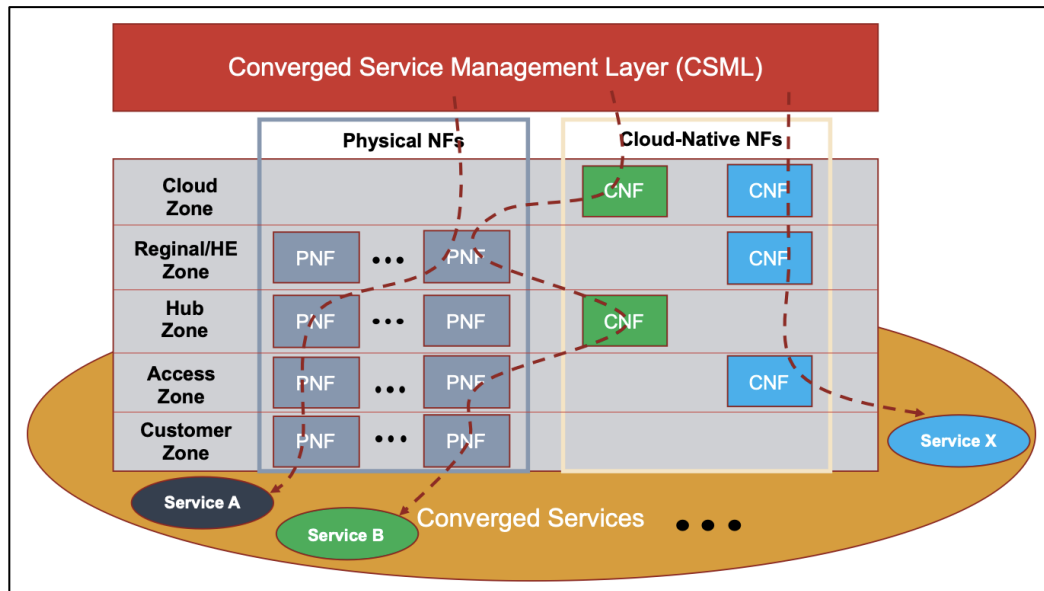 Converged Service Management Layer (CSML)
Physical NFs
Cloud-Native NFs
Cloud
Zone
CNF
CNF
Reginal/HE
Zone
PNF
PNF
CNF
Hub
Zone
PNF
PNF
CNF
Access
Zone
PNF
PNF
CNF
Customer
Zone
PNF
PNF
Service X
Service A
Service B
Converged Services